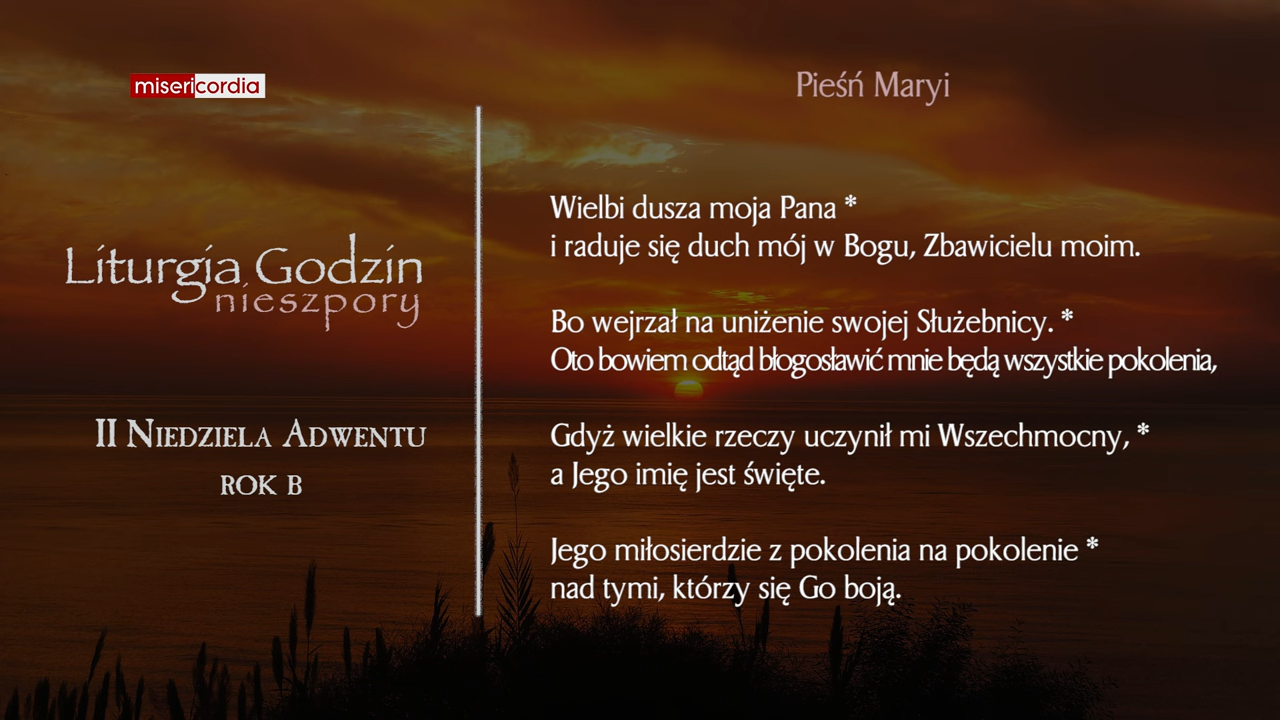 misericordia
Liturgia Godzin
nieszpory
II Niedziela Adwentu
rok B
Pieśń Maryi
Wielbi dusza moja Pana *
i raduje się duch mój w Bogu, Zbawicielu moim.
Bo wejrzał na uniżenie swojej Służebnicy. *
Oto bowiem odtąd błogosławić mnie będą wszystkie pokolenia,
Gdyż wielkie rzeczy uczynił mi Wszechmocny, *
a Jego imię jest święte.
Jego miłosierdzie z pokolenia na pokolenie *
nad tymi, którzy się Go boją.